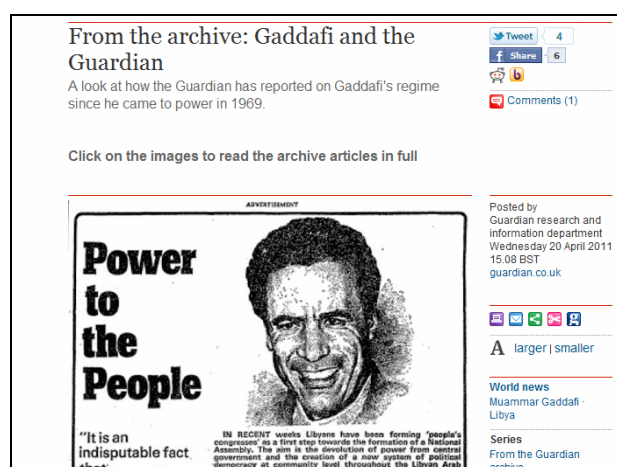 From the archive: Gaddafi and the
Guardian
A look at how the Guardian has reported on Gaddafi's regime
since he came to power in 1969.
Click on the images to read the archive articles in full
Tweet 4
f Share 6
b
Comments (1)
Posted by
Guardian research and
information department
Wednesday 20 April 2011
15.08 BST
guardian.co.uk
g
A larger | smaller
World news
Muammar Gaddafi ·
Libya
Series
From the Guardian
archive
ADVERTISEMENT
Power
to
the
People
"It is an
indisputable fact
that
IN RECENT weeks Libyans have been forming 'people's
congresses' as a first step towards the formation of a National
Assembly. The aim is the devolution of power from central
government and the creation of a new system of political
democracy at community level throughout the Libyan Arab